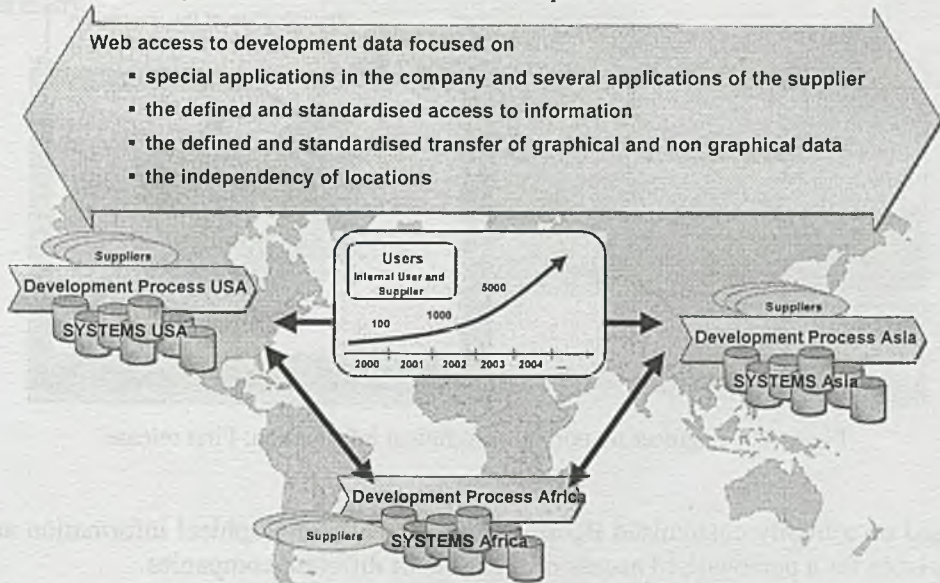 Web access to development data focused on
▪ special applications in the company and several applications of the supplier
▪ the defined and standardised access to information
▪ the defined and standardised transfer of graphical and non graphical data
▪ the independency of locations
Suppliers
Development Process USA
SYSTEMS USA
Users
Internal User and
Supplier
100
1000
5000
2000 2001 2002 2003 2004 ...
Suppliers
Development Process Asia
SYSTEMS Asia
Development Process Africa
Suppliers
SYSTEMS Africa